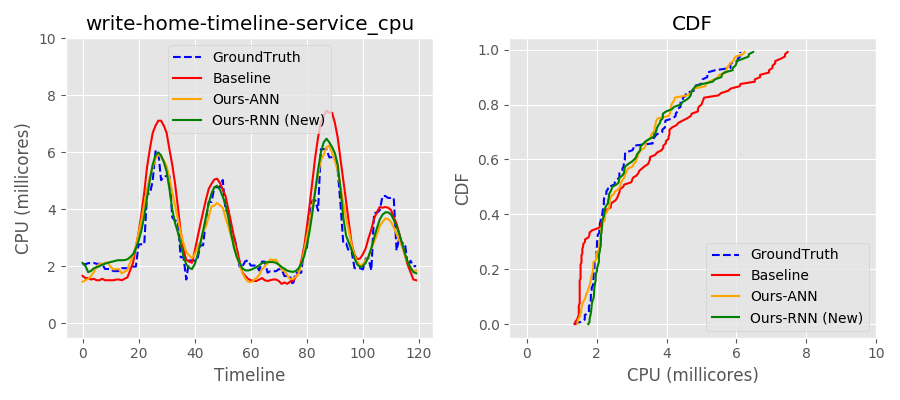 write-home-timeline-service_cpu
CPU (millicores)
10
8
6
4
2
0
GroundTruth
Baseline
Ours-ANN
Ours-RNN (New)
0 20 40 60 80 100 120
Timeline
CDF
CDF
1.0
0.8
0.6
0.4
0.2
0.0
GroundTruth
Baseline
Ours-ANN
Ours-RNN (New)
0 2 4 6 8 10
CPU (millicores)